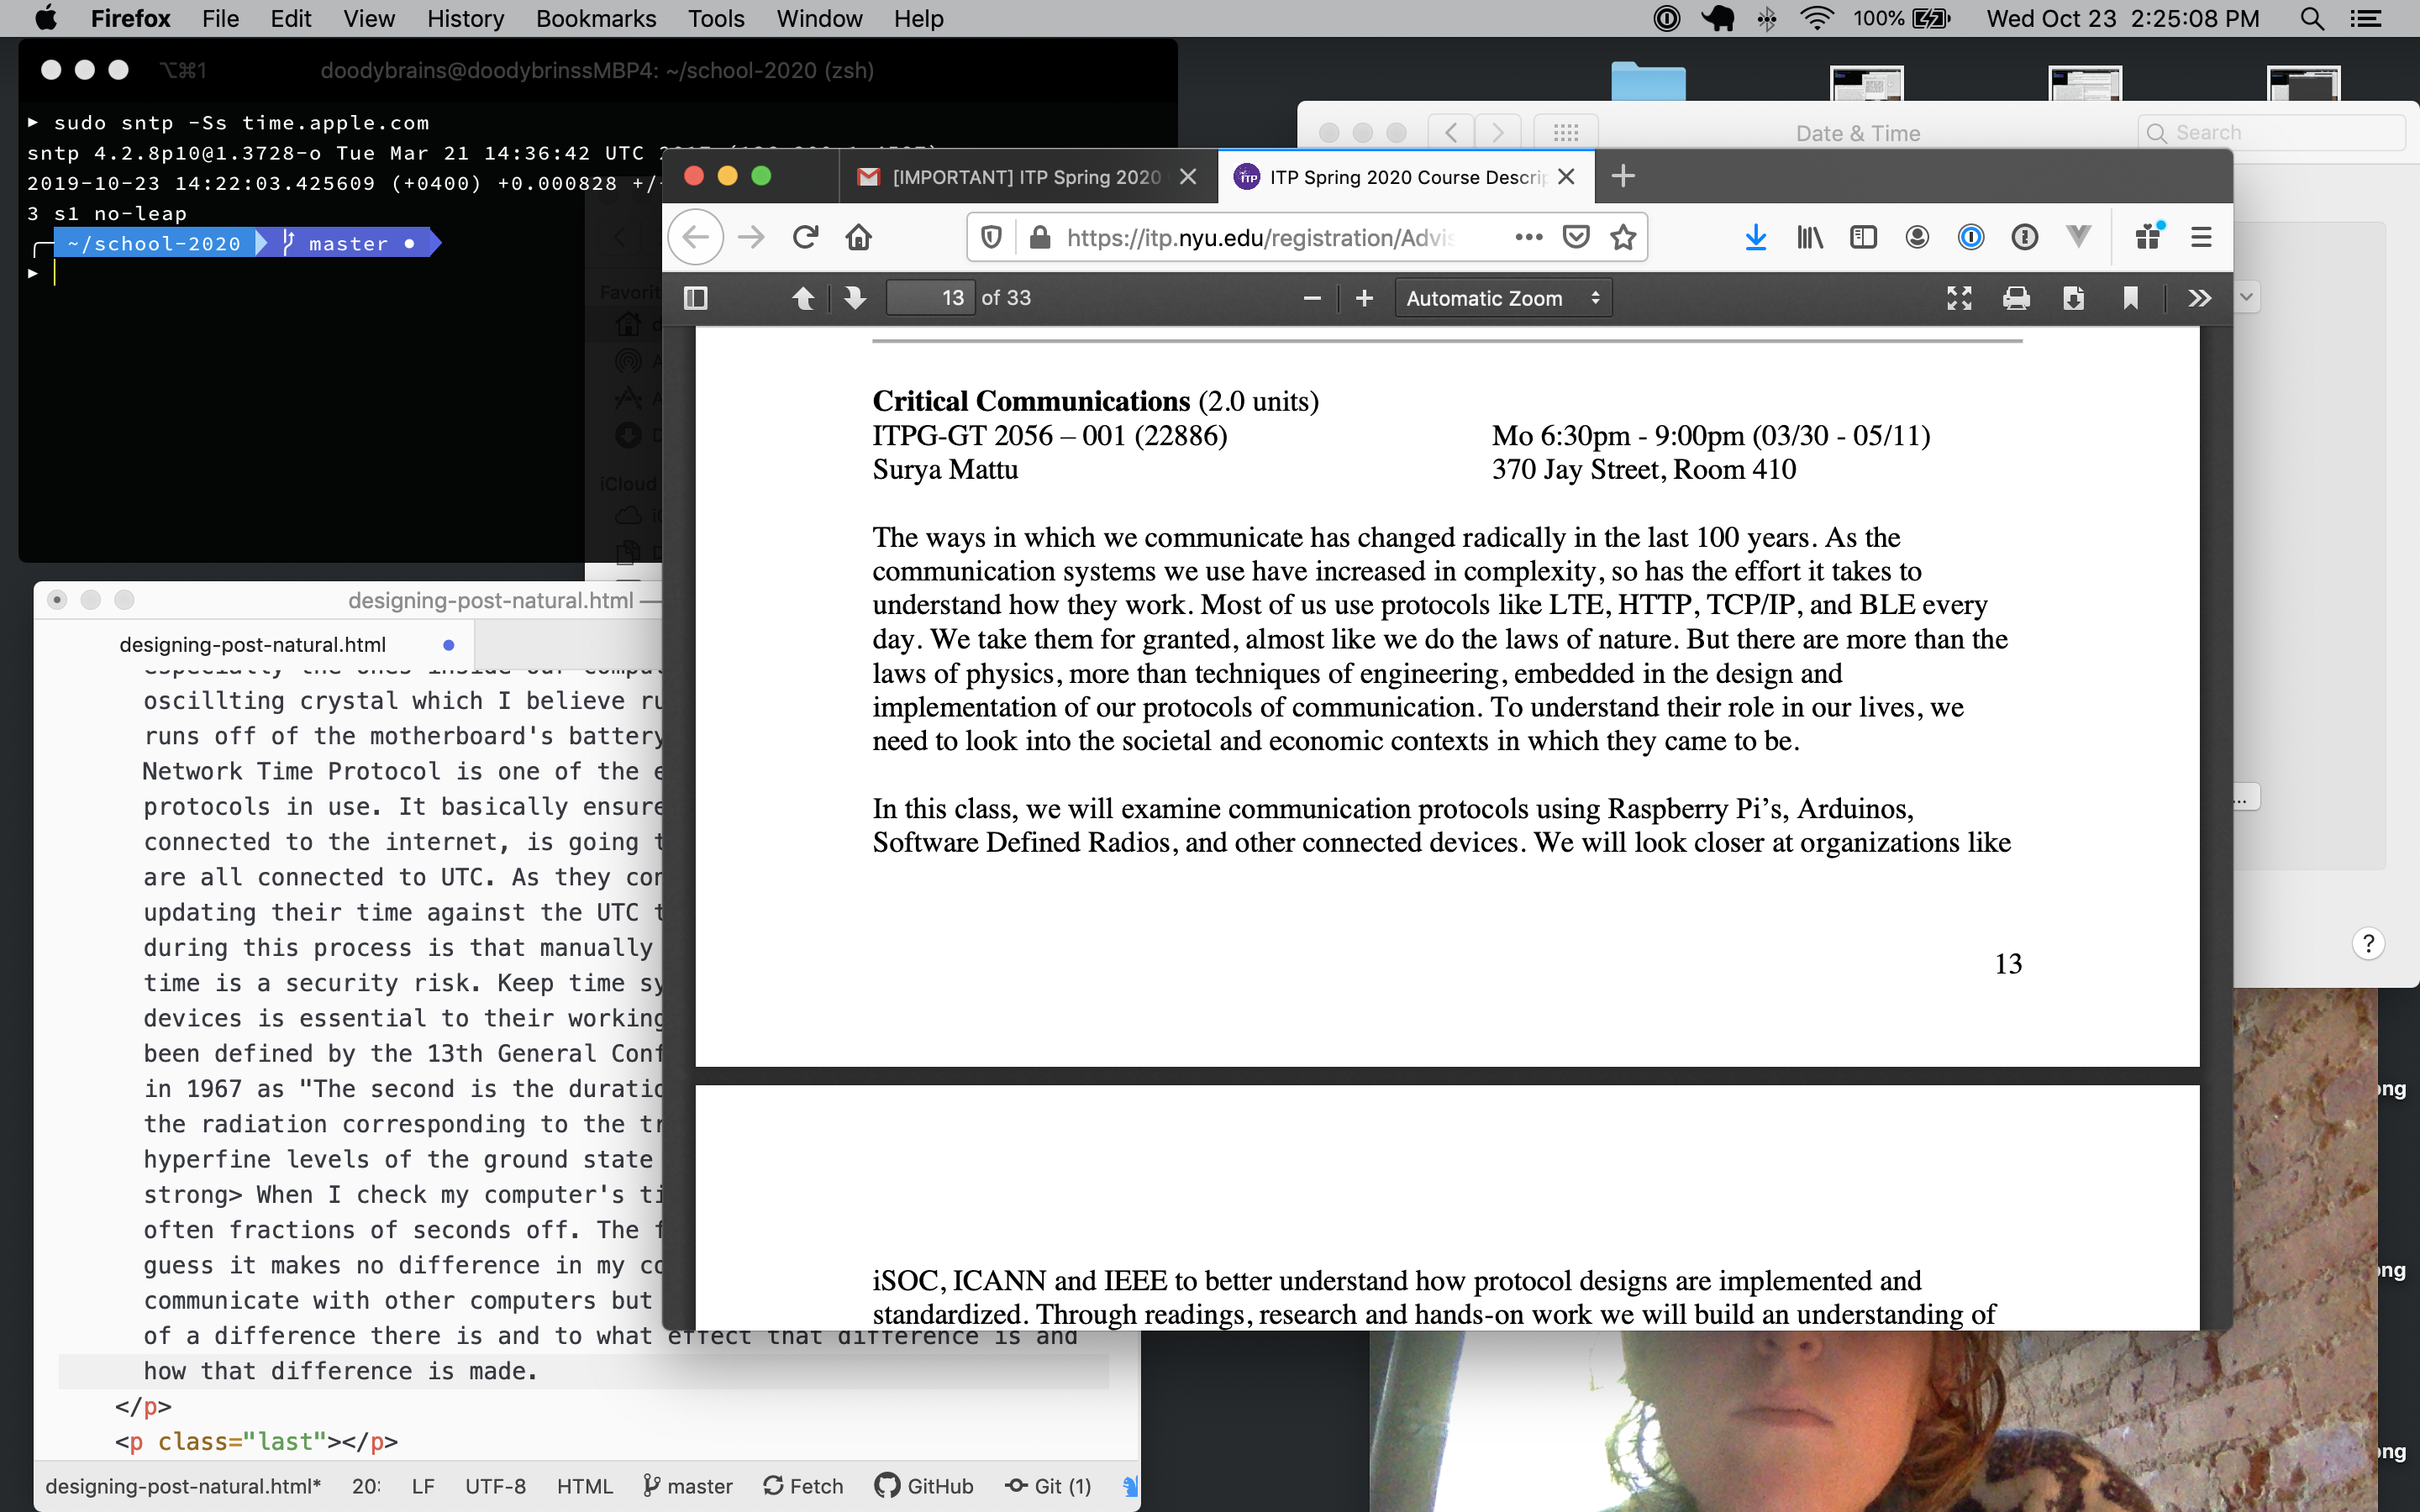 Firefox File Edit View History Bookmarks Tools Window Help 100% Wed Oct 23 2:25:08 PM
⌥⌘1 doodybrains@doodybrinssMBP4: ~/school-2020 (zsh)
▸ sudo sntp -Ss time.apple.com
sntp 4.2.8p10@1.3728-o Tue Mar 21 14:36:42 UTC
2019-10-23 14:22:03.425609 (+0400) +0.000828 +/-
3 s1 no-leap
~/school-2020 master ●
▸
Date & Time
Search
[IMPORTANT] ITP Spring 2020
ITP Spring 2020 Course Descrip
https://itp.nyu.edu/registration/Advis
13 of 33
Automatic Zoom
Favorit
iCloud
Critical Communications (2.0 units)
ITPG-GT 2056 – 001 (22886) Mo 6:30pm - 9:00pm (03/30 - 05/11)
Surya Mattu 370 Jay Street, Room 410
The ways in which we communicate has changed radically in the last 100 years. As the
communication systems we use have increased in complexity, so has the effort it takes to
understand how they work. Most of us use protocols like LTE, HTTP, TCP/IP, and BLE every
day. We take them for granted, almost like we do the laws of nature. But there are more than the
laws of physics, more than techniques of engineering, embedded in the design and
implementation of our protocols of communication. To understand their role in our lives, we
need to look into the societal and economic contexts in which they came to be.
In this class, we will examine communication protocols using Raspberry Pi’s, Arduinos,
Software Defined Radios, and other connected devices. We will look closer at organizations like
13
iSOC, ICANN and IEEE to better understand how protocol designs are implemented and
standardized. Through readings, research and hands-on work we will build an understanding of
designing-post-natural.html —
designing-post-natural.html
especially the ones inside our
oscillting crystal which I believe
runs off of the motherboard's battery
Network Time Protocol is one of the
protocols in use. It basically
connected to the internet, is going
are all connected to UTC. As they
updating their time against the UTC
during this process is that manually
time is a security risk. Keep time
devices is essential to their working
been defined by the 13th General
in 1967 as "The second is the
the radiation corresponding to the
hyperfine levels of the ground state
strong> When I check my computer's
often fractions of seconds off. The
guess it makes no difference in my
communicate with other computers but
of a difference there is and to what effect that difference is and
how that difference is made.
</p>
<p class="last"></p>
designing-post-natural.html* 20: LF UTF-8 HTML master Fetch GitHub Git (1)
...
?
ng
ng
ng